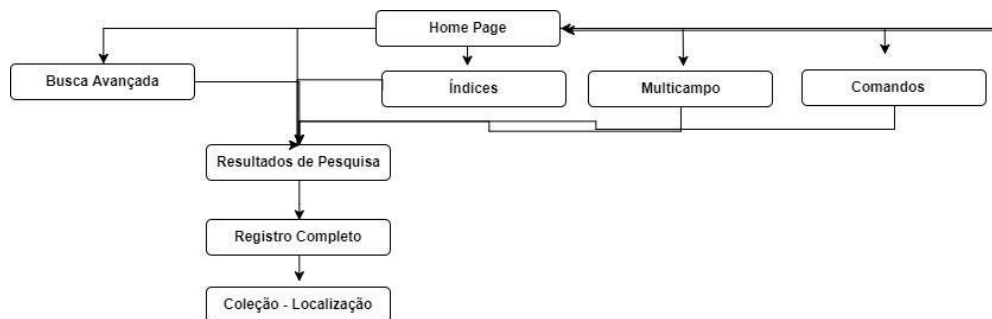 Home Page
Busca Avançada
Índices
Multicampo
Comandos
Resultados de Pesquisa
Registro Completo
Coleção - Localização